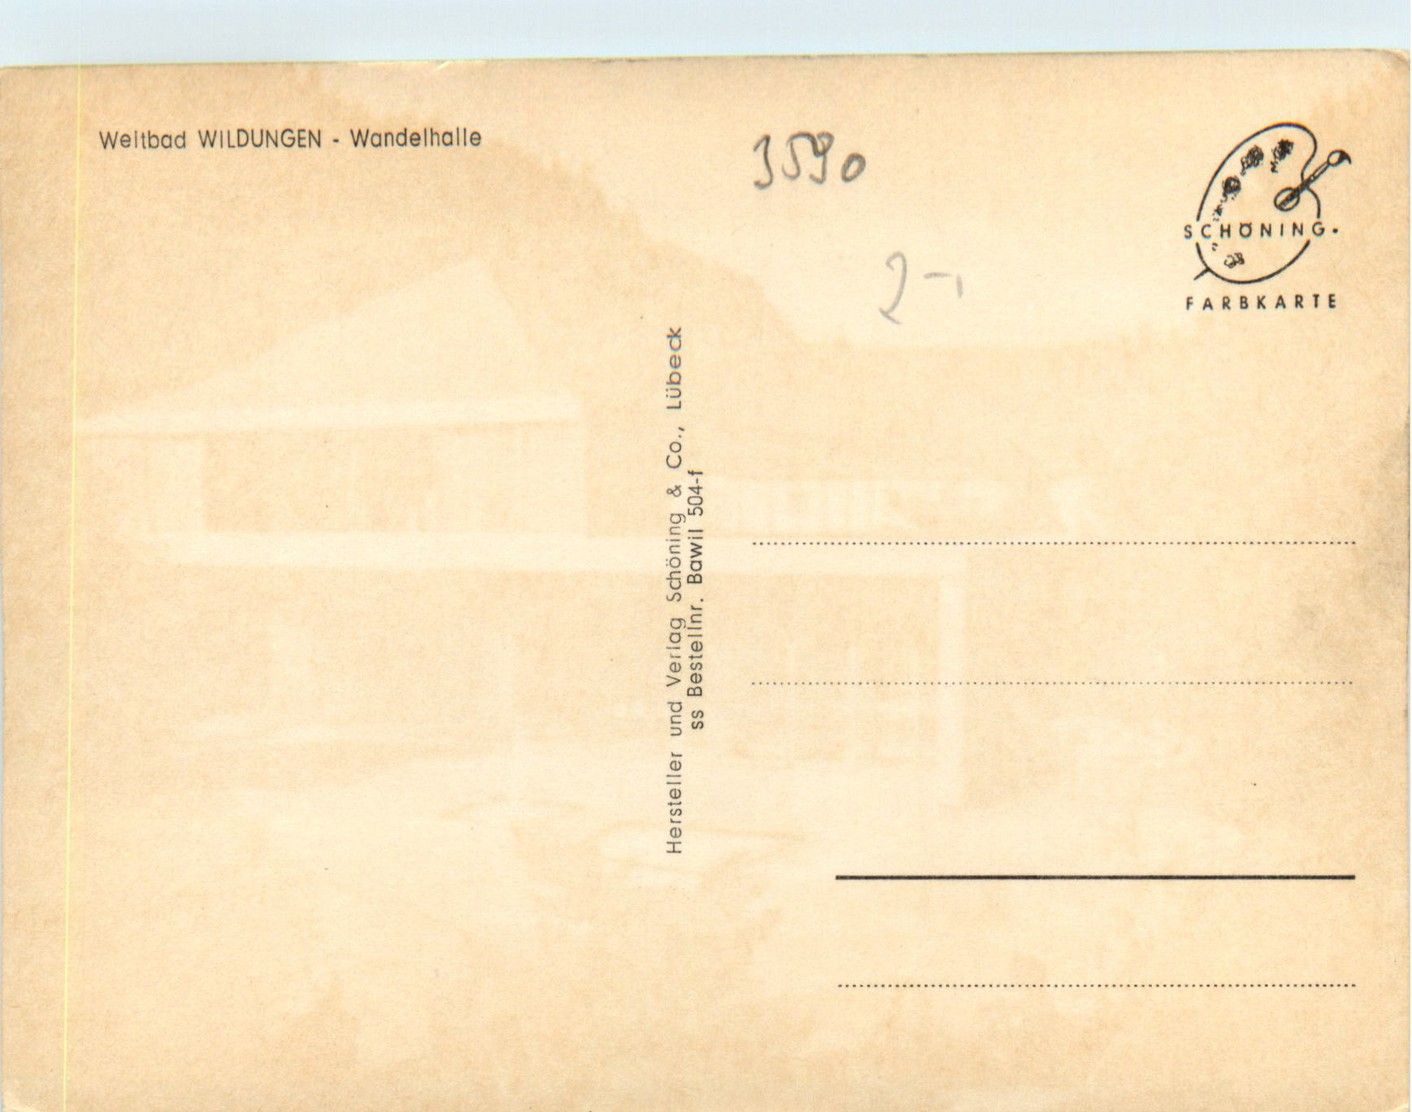 Weltbad WILDUNGEN - Wandelhalle
3590
2-,
SCHÖNING.
FARBKARTE
Hersteller und Verlag Schöning & Co., Lübeck
ss Bestellnr. Bawil 504-f